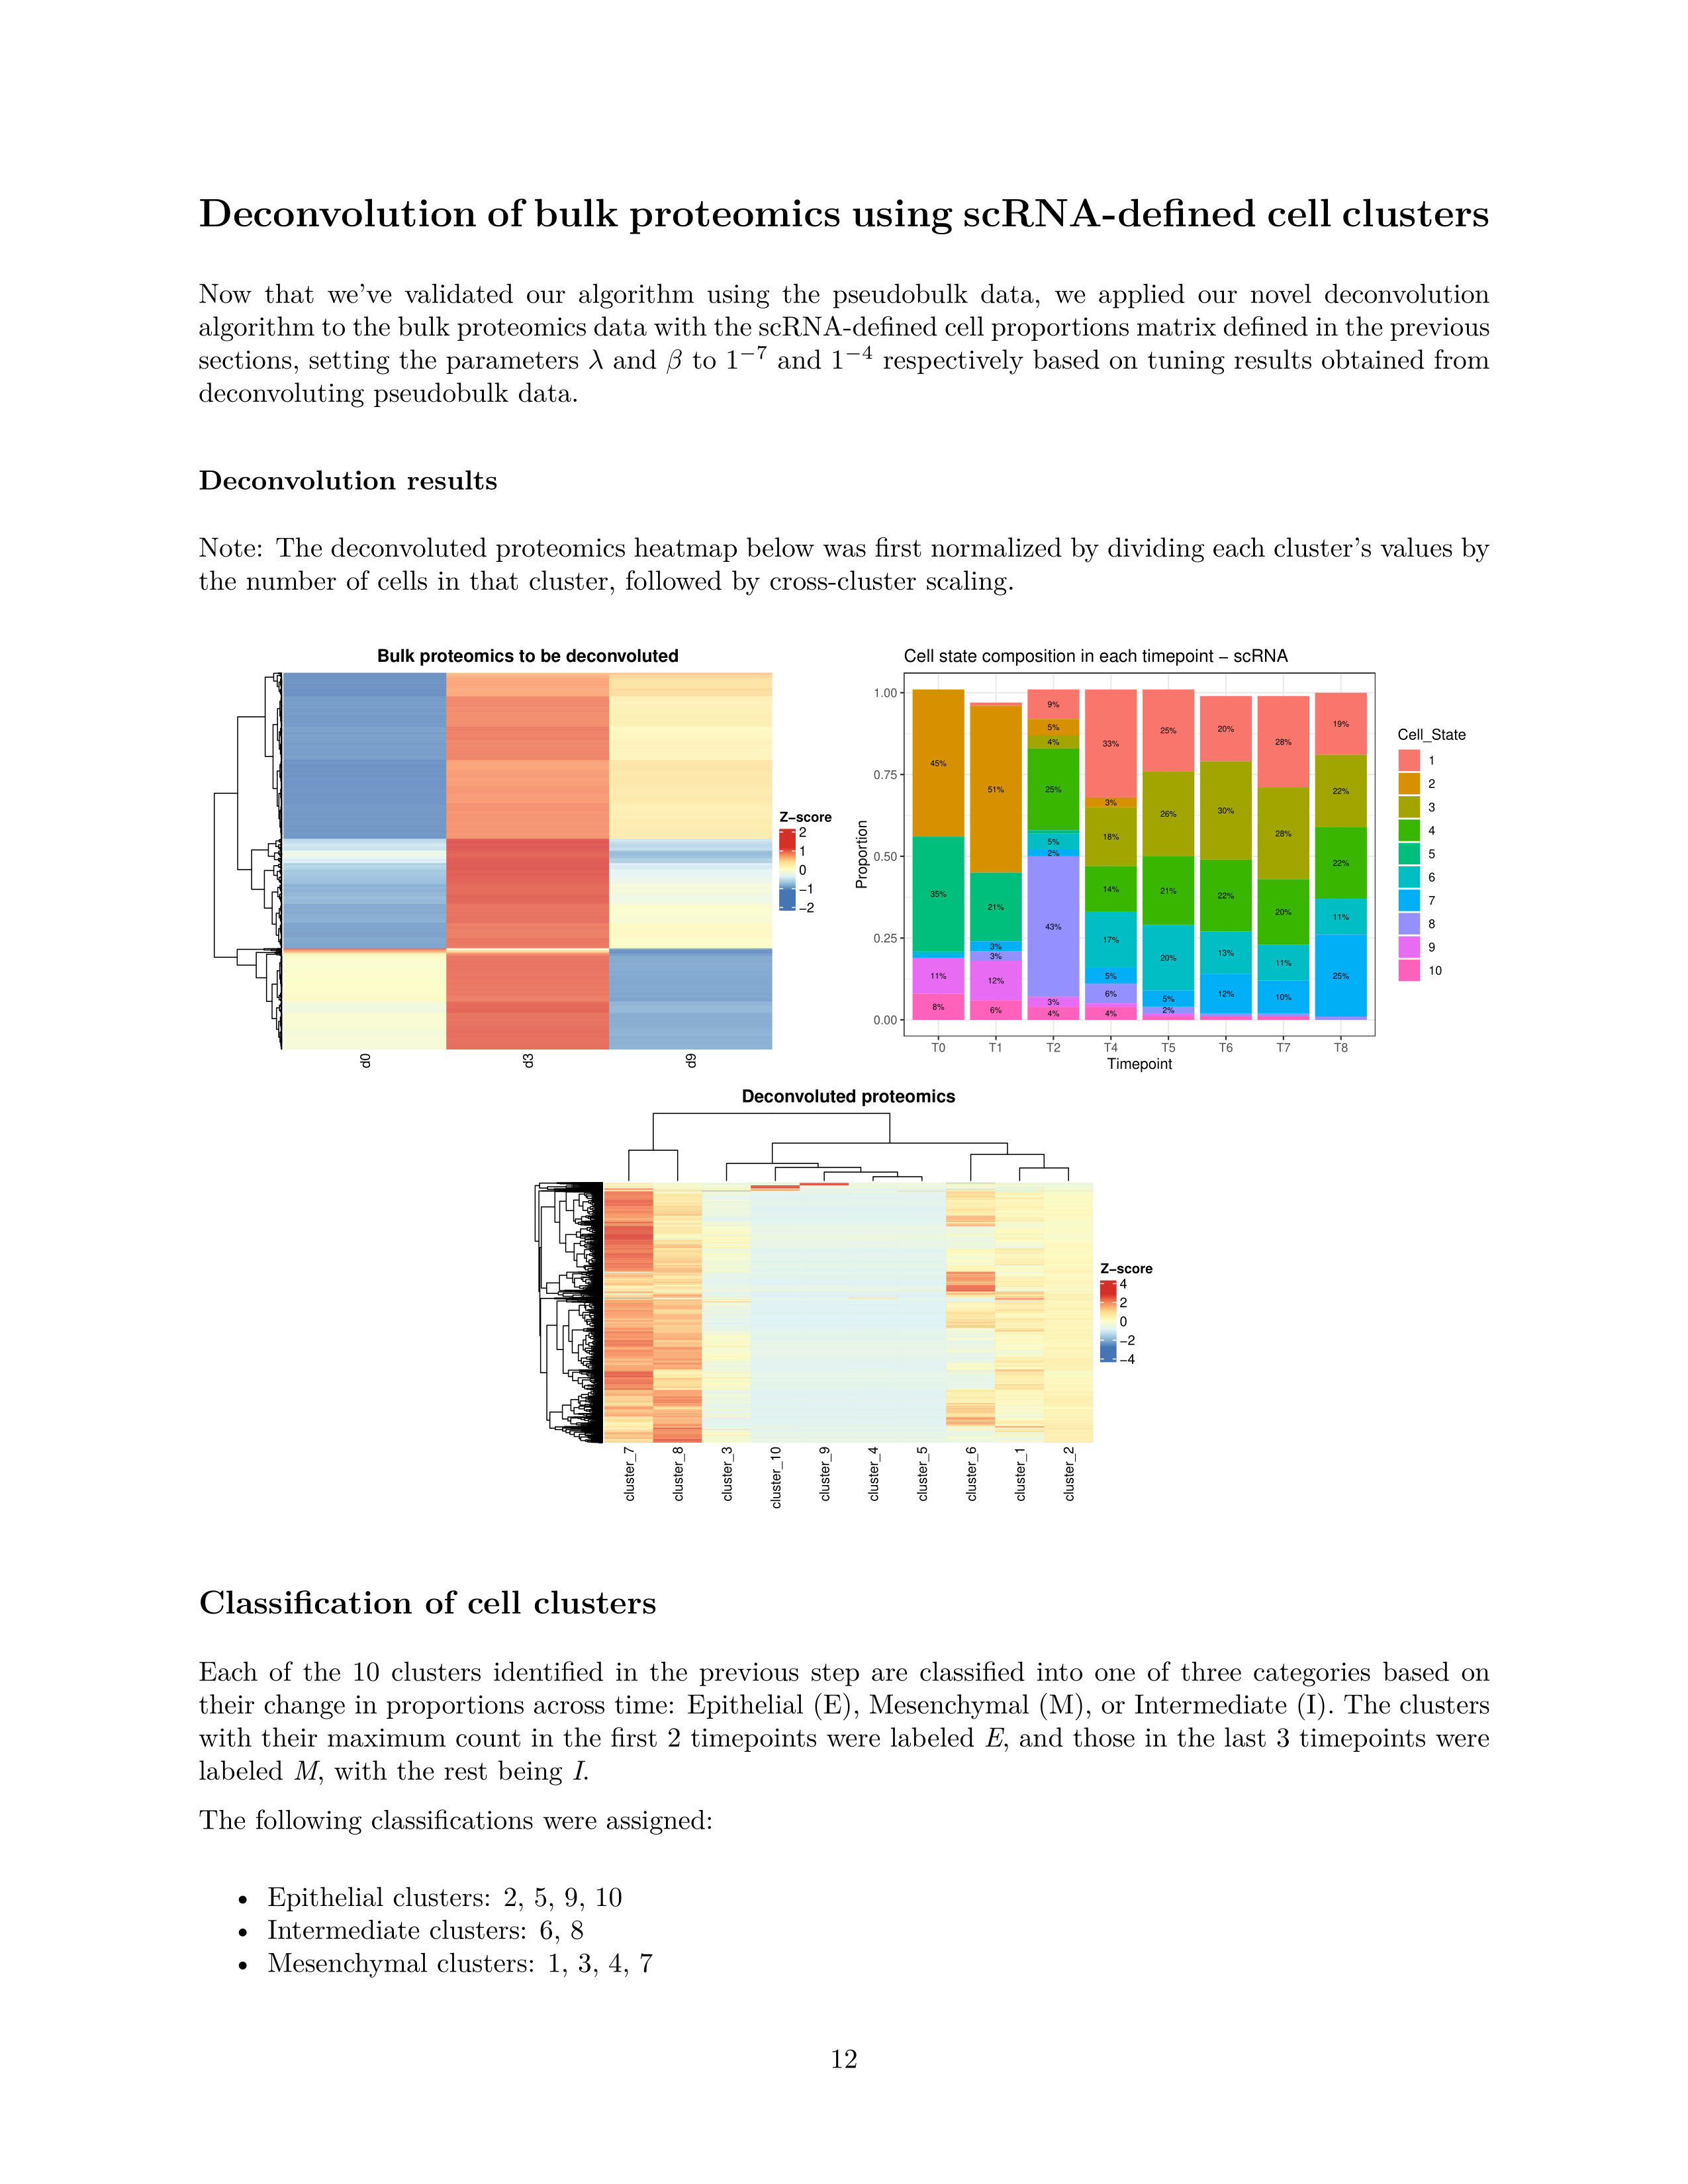 Deconvolution of bulk proteomics using scRNA-defined cell clusters
Now that we've validated our algorithm using the pseudobulk data, we applied our novel deconvolution
algorithm to the bulk proteomics data with the scRNA-defined cell proportions matrix defined in the previous
sections, setting the parameters λ and β to 1⁻⁷ and 1⁻⁴ respectively based on tuning results obtained from
deconvoluting pseudobulk data.
Deconvolution results
Note: The deconvoluted proteomics heatmap below was first normalized by dividing each cluster's values by
the number of cells in that cluster, followed by cross-cluster scaling.
Bulk proteomics to be deconvoluted
Z−score
2
1
0
−1
−2
d0
d3
d9
Cell state composition in each timepoint − scRNA
Proportion
1.00
0.75
0.50
0.25
0.00
45%
35%
11%
8%
51%
21%
3%
3%
12%
6%
9%
5%
4%
25%
5%
2%
43%
3%
4%
33%
3%
18%
14%
17%
5%
6%
4%
25%
26%
21%
20%
5%
2%
20%
30%
22%
13%
12%
28%
28%
20%
11%
10%
19%
22%
22%
11%
25%
T0
T1
T2
T4
T5
T6
T7
T8
Timepoint
Cell_State
1
2
3
4
5
6
7
8
9
10
Deconvoluted proteomics
Z−score
4
2
0
−2
−4
cluster_7
cluster_8
cluster_3
cluster_10
cluster_9
cluster_4
cluster_5
cluster_6
cluster_1
cluster_2
Classification of cell clusters
Each of the 10 clusters identified in the previous step are classified into one of three categories based on
their change in proportions across time: Epithelial (E), Mesenchymal (M), or Intermediate (I). The clusters
with their maximum count in the first 2 timepoints were labeled E, and those in the last 3 timepoints were
labeled M, with the rest being I.
The following classifications were assigned:
• Epithelial clusters: 2, 5, 9, 10
• Intermediate clusters: 6, 8
• Mesenchymal clusters: 1, 3, 4, 7
12